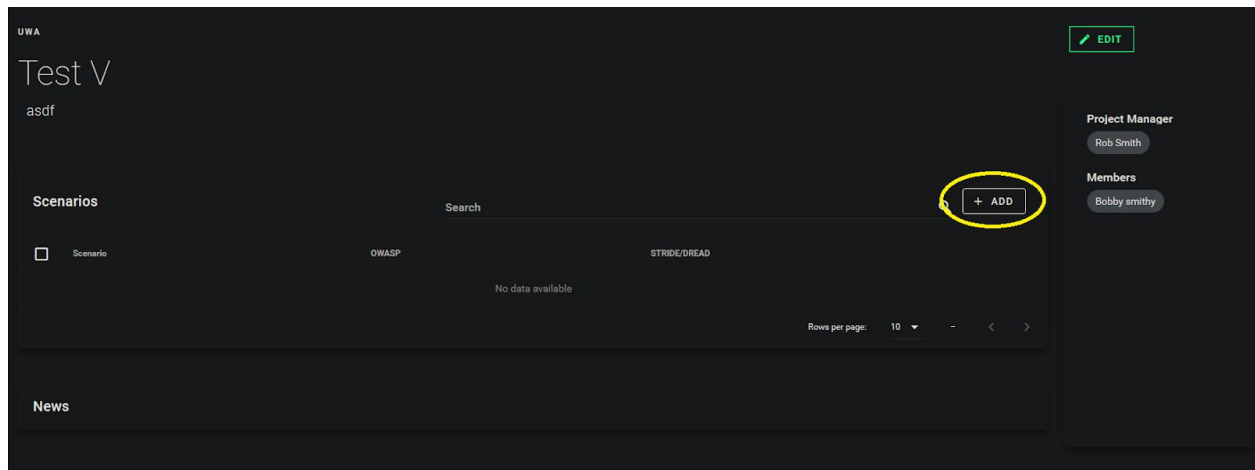 UWA
EDIT
Test V
asdf
Project Manager
Rob Smith
Members
Bobby smithy
Scenarios
Search
+ ADD
Scenario OWASP STRIDE/DREAD
No data available
Rows per page: 10 –
News